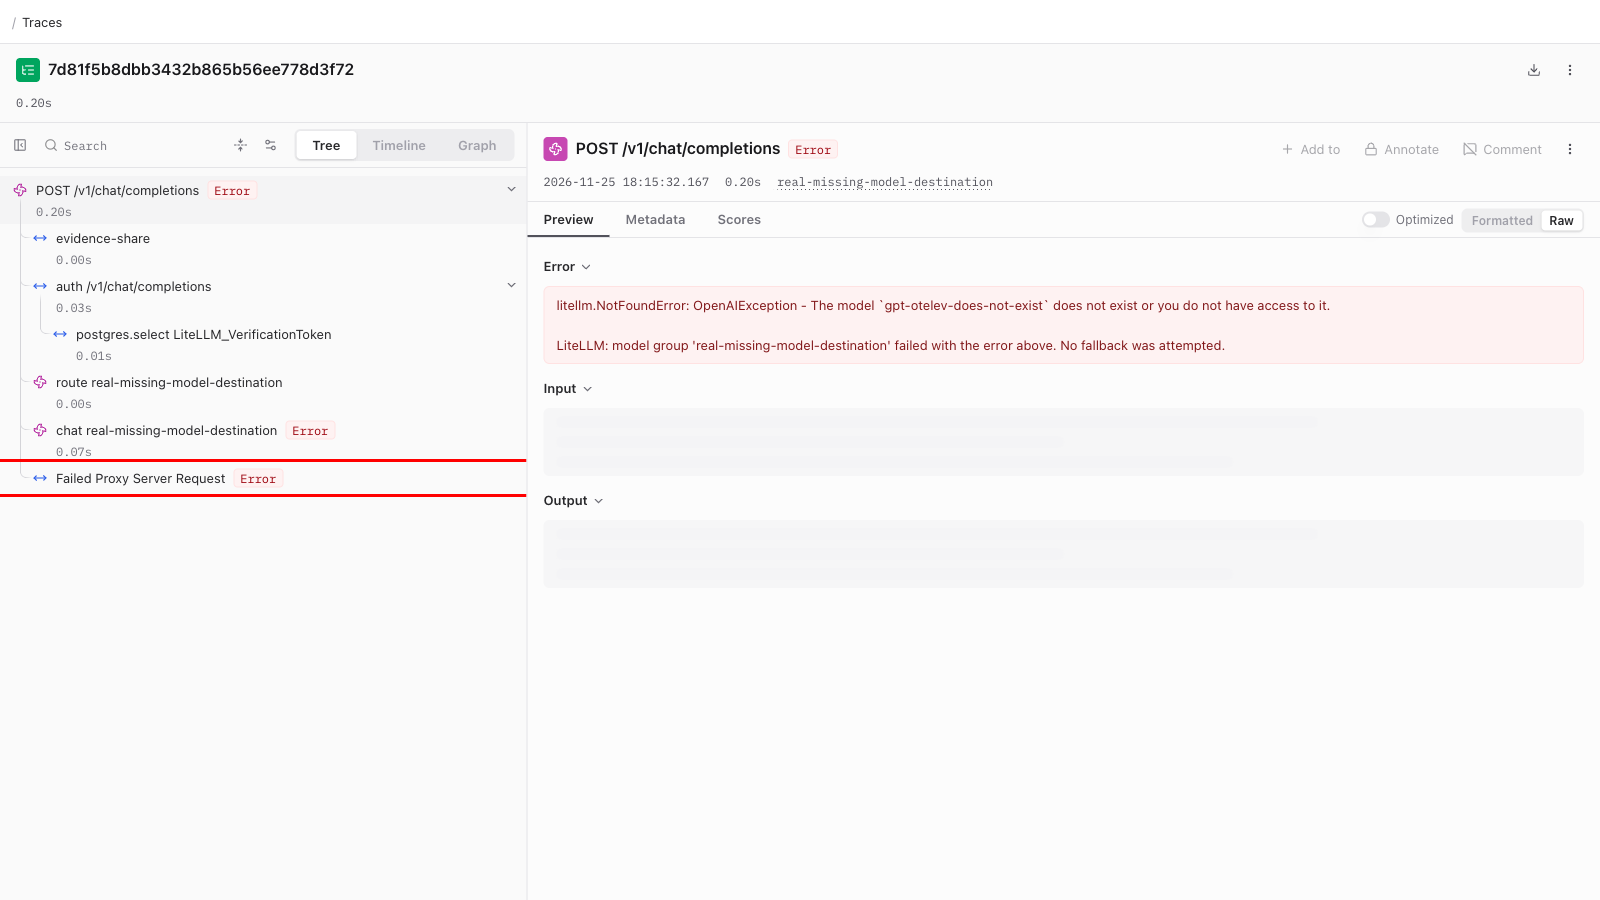 / Traces
7d81f5b8dbb3432b865b56ee778d3f72
0.20s
Search
Tree
Timeline
Graph
POST /v1/chat/completions Error
0.20s
evidence-share
0.00s
auth /v1/chat/completions
0.03s
postgres.select LiteLLM_VerificationToken
0.01s
route real-missing-model-destination
0.00s
chat real-missing-model-destination Error
0.07s
Failed Proxy Server Request Error
POST /v1/chat/completions Error
Add to
Annotate
Comment
2026-11-25 18:15:32.167 0.20s real-missing-model-destination
Preview
Metadata
Scores
Optimized
Formatted
Raw
Error
litellm.NotFoundError: OpenAIException - The model `gpt-otelev-does-not-exist` does not exist or you do not have access to it.
LiteLLM: model group 'real-missing-model-destination' failed with the error above. No fallback was attempted.
Input
Output